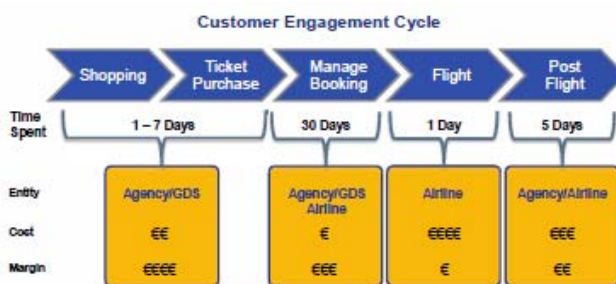 Customer Engagement Cycle
Shopping
Ticket
Purchase
Manage
Booking
Flight
Post
Flight
Time
Spent
1 – 7 Days
30 Days
1 Day
5 Days
Entity
Agency/GDS
Agency/GDS
Airline
Airline
Agency/Airline
Cost
€€
€
€€€€
€€€
Margin
€€€€
€€€
€
€€